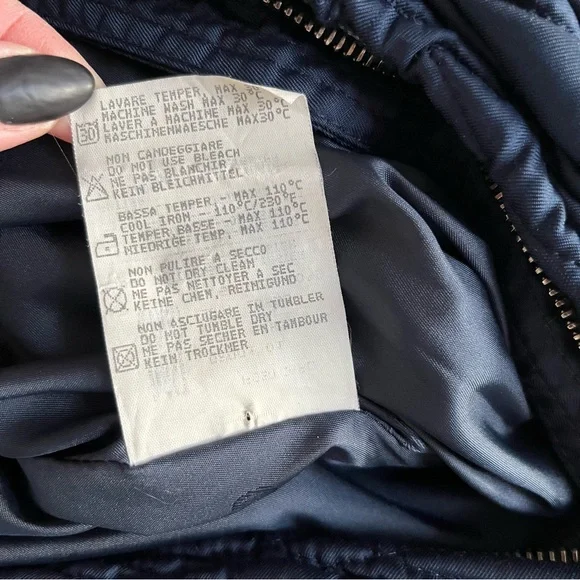 LAVARE TEMPER MAX 30°C
MACHINE WASH MAX 30°C
LAVER A MACHINE MAX 30°C
MASCHINENWAESCHE MAX30°C
30
NON CANDEGGIARE
DO NOT USE BLEACH
NE PAS BLANCHIR
KEIN BLEICHMITTEL
BASSA TEMPER - MAX 110°C
COOL IRON - 110°C/230°F
TEMPER BASSE - MAX 110°C
NIEDRIGE TEMP. MAX 110°C
NON PULIRE A SECCO
DO NOT DRY CLEAN
NE PAS NETTOYER A SEC
KEINE CHEM. REINIGUNG
NON ASCIUGARE IN TUMBLER
DO NOT TUMBLE DRY
NE PAS SECHER EN TAMBOUR
KEIN TROCKNER